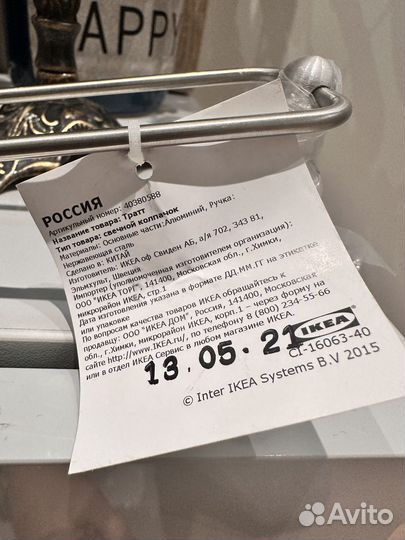 APPY
РОССИЯ
Артикульный номер: 40380588
Название товара: Тратт
Тип товара: свечной колпачок
Материалы: Основные части:Алюминий, Ручка:
Нержавеющая сталь
Сделано в: КИТАЙ
Изготовитель: ИКЕА оф Свиден АБ, а/я 702, 343 81,
Эльмхульт, Швеция
Импортер (уполномоченная изготовителем организация):
ООО "ИКЕА ТОРГ", 141400, Московская обл., г.Химки,
микрорайон ИКЕА, стр.1
Дата изготовления указана в формате ДД.ММ.ГГ на этикетке
или упаковке
По вопросам качества товаров ИКЕА обращайтесь к
продавцу: ООО "ИКЕА ДОМ", Россия, 141400, Московская
обл., г.Химки, микрорайон ИКЕА, корп.1 – через форму на
сайте http://www.IKEA.ru/, по телефону 8 (800) 234-55-66
или в отдел ИКЕА Сервис в любом магазине ИКЕА.
13.05.21
IKEA
CI-16063-40
© Inter IKEA Systems B.V 2015
Avito